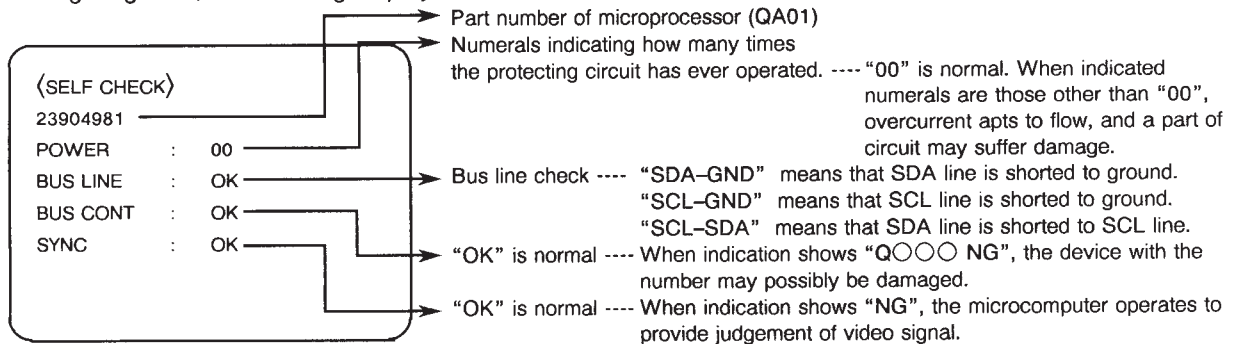 Part number of microprocessor (QA01)
Numerals indicating how many times
the protecting circuit has ever operated. ---- "00" is normal. When indicated
numerals are those other than "00",
overcurrent apts to flow, and a part of
circuit may suffer damage.
〈SELF CHECK〉
23904981
POWER : 00
BUS LINE : OK
BUS CONT : OK
SYNC : OK
Bus line check ---- "SDA–GND" means that SDA line is shorted to ground.
"SCL–GND" means that SCL line is shorted to ground.
"SCL–SDA" means that SDA line is shorted to SCL line.
"OK" is normal ---- When indication shows "Q○○○ NG", the device with the
number may possibly be damaged.
"OK" is normal ---- When indication shows "NG", the microcomputer operates to
provide judgement of video signal.